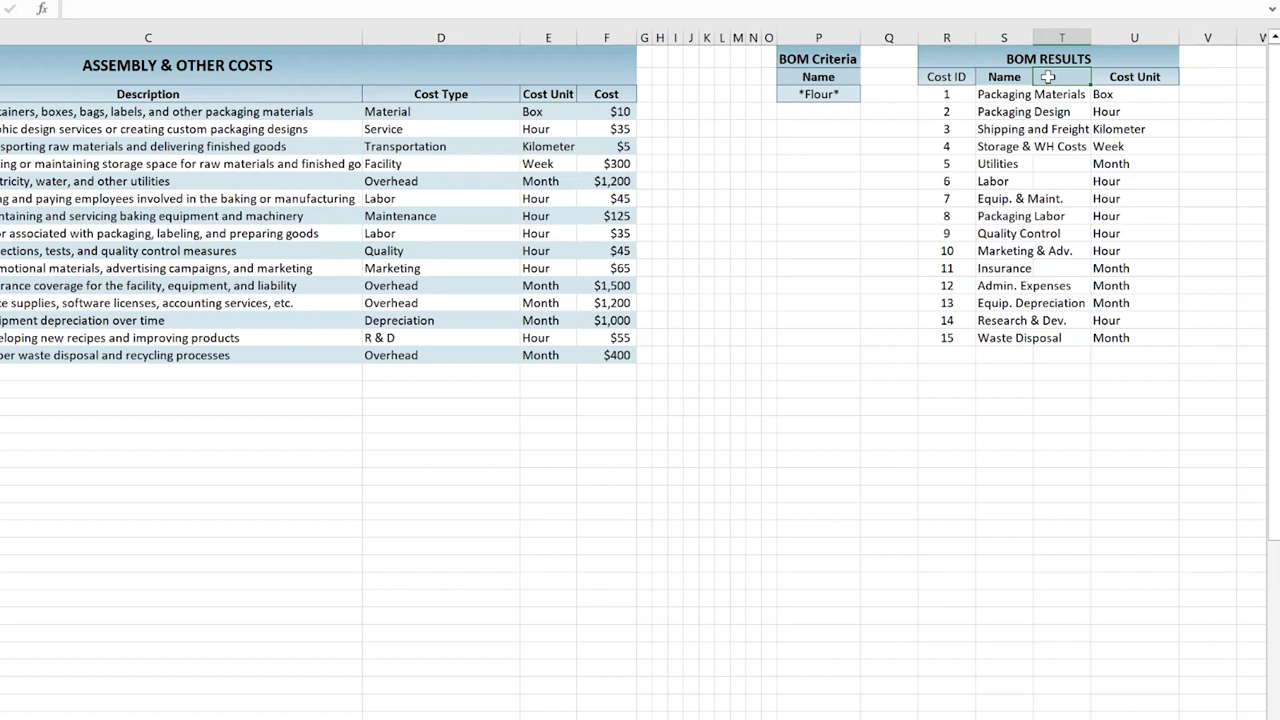 fx
C D E F G H I J K L M N O P Q R S T U V W
ASSEMBLY & OTHER COSTS BOM Criteria BOM RESULTS
Name Cost ID Name Cost Unit
Description Cost Type Cost Unit Cost *Flour* 1 Packaging Materials Box
tainers, boxes, bags, labels, and other packaging materials Material Box $10 2 Packaging Design Hour
phic design services or creating custom packaging designs Service Hour $35 3 Shipping and Freight Kilometer
sporting raw materials and delivering finished goods Transportation Kilometer $5 4 Storage & WH Costs Week
ing or maintaining storage space for raw materials and finished go Facility Week $300 5 Utilities Month
tricity, water, and other utilities Overhead Month $1,200 6 Labor Hour
ng and paying employees involved in the baking or manufacturing Labor Hour $45 7 Equip. & Maint. Hour
ntaining and servicing baking equipment and machinery Maintenance Hour $125 8 Packaging Labor Hour
or associated with packaging, labeling, and preparing goods Labor Hour $35 9 Quality Control Hour
ections, tests, and quality control measures Quality Hour $45 10 Marketing & Adv. Hour
motional materials, advertising campaigns, and marketing Marketing Hour $65 11 Insurance Month
rance coverage for the facility, equipment, and liability Overhead Month $1,500 12 Admin. Expenses Month
ce supplies, software licenses, accounting services, etc. Overhead Month $1,200 13 Equip. Depreciation Month
ipment depreciation over time Depreciation Month $1,000 14 Research & Dev. Hour
eloping new recipes and improving products R & D Hour $55 15 Waste Disposal Month
per waste disposal and recycling processes Overhead Month $400